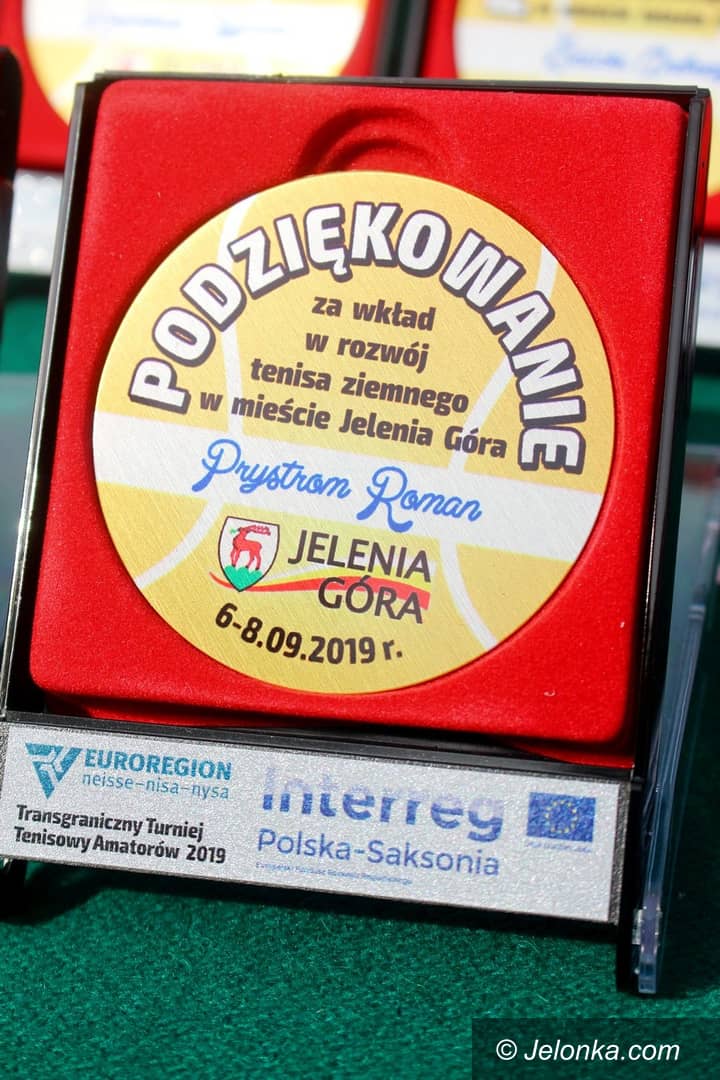 PODZIĘKOWANIE
za wkład
w rozwój
tenisa ziemnego
w mieście Jelenia Góra
Prystrom Roman
JELENIA
GÓRA
6-8.09.2019 r.
EUROREGION
neisse-nisa-nysa
Transgraniczny Turniej
Tenisowy Amatorów 2019
Interreg
Polska-Saksonia
© Jelonka.com